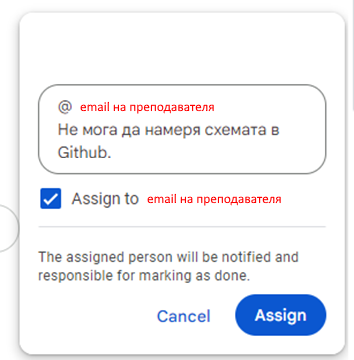 @ email на преподавателя
Не мога да намеря схемата в
Github.
Assign to email на преподавателя
The assigned person will be notified and
responsible for marking as done.
Cancel Assign